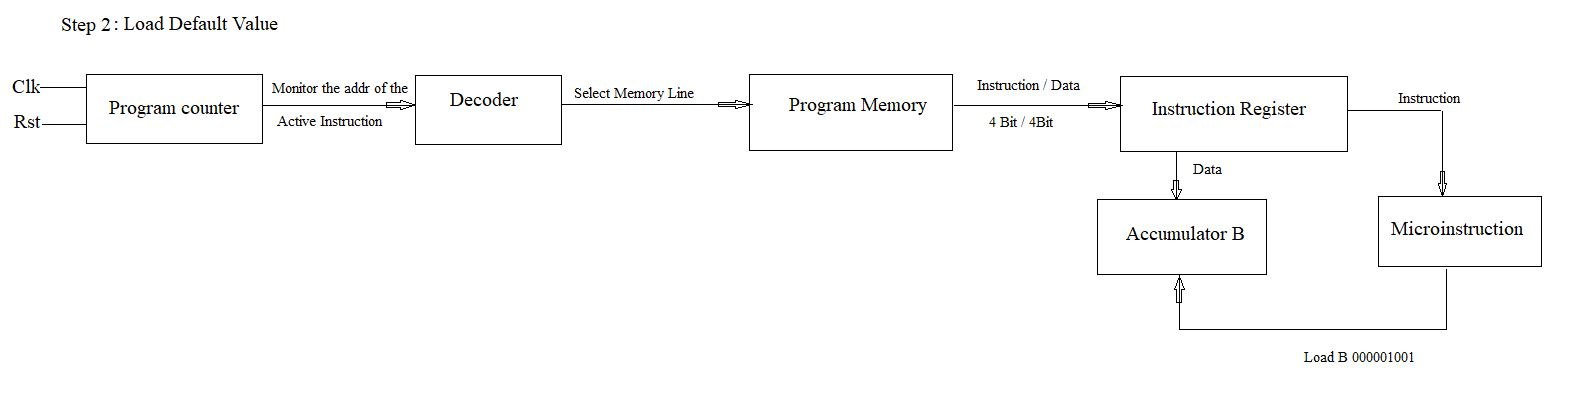 Step 2 : Load Default Value
Clk
Rst
Program counter
Monitor the addr of the
Active Instruction
Decoder
Select Memory Line
Program Memory
Instruction / Data
4 Bit / 4Bit
Instruction Register
Instruction
Data
Accumulator B
Microinstruction
Load B 000001001